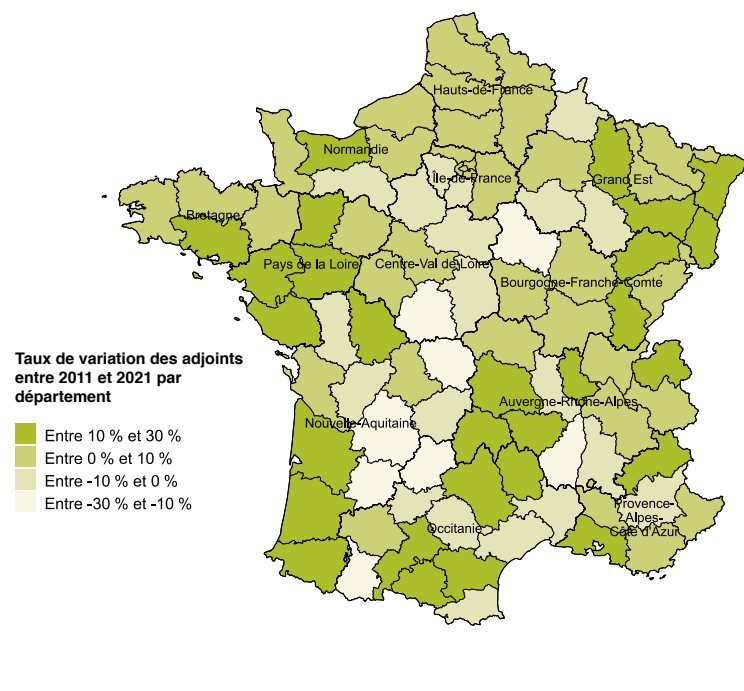 Hauts-de-France
Normandie
Île-de-France
Grand Est
Bretagne
Pays de la Loire
Centre-Val de Loire
Bourgogne-Franche-Comté
Taux de variation des adjoints
entre 2011 et 2021 par
département
Entre 10 % et 30 %
Entre 0 % et 10 %
Entre -10 % et 0 %
Entre -30 % et -10 %
Auvergne-Rhône-Alpes
Nouvelle-Aquitaine
Occitanie
Provence-
Alpes-
Côte d'Azur